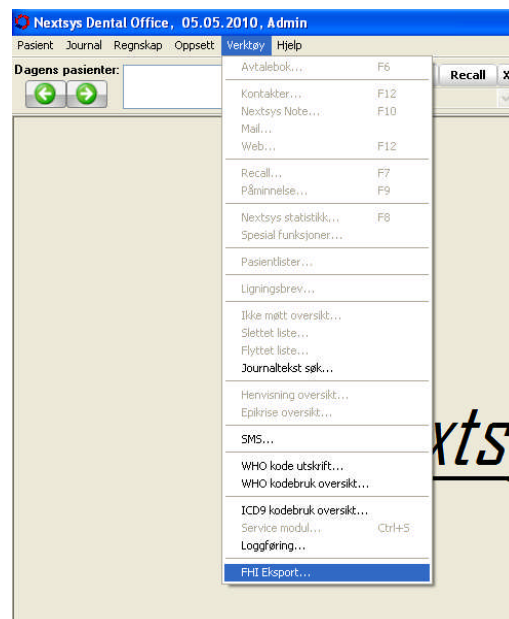 Nextsys Dental Office, 05.05.2010, Admin
Pasient Journal Regnskap Oppsett Verktøy Hjelp
Dagens pasienter:
Recall X
Avtalebok... F6
Kontakter... F12
Nextsys Note... F10
Mail...
Web... F12
Recall... F7
Påminnelse... F9
Nextsys statistikk... F8
Spesial funksjoner...
Pasientlister...
Ligningsbrev...
Ikke møtt oversikt...
Slettet liste...
Flyttet liste...
Journaltekst søk...
Henvisning oversikt...
Epikrise oversikt...
SMS...
xts
WHO kode utskrift...
WHO kodebruk oversikt...
ICD9 kodebruk oversikt...
Service modul... Ctrl+S
Loggføring...
FHI Eksport...